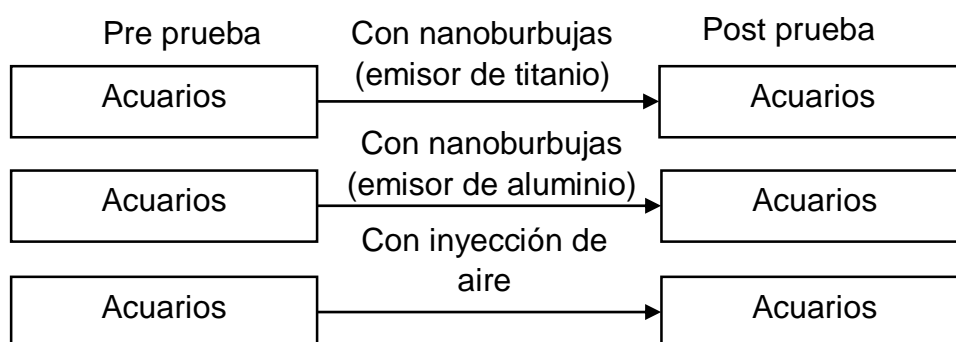 Pre prueba
Con nanoburbujas
(emisor de titanio)
Post prueba
Acuarios
Acuarios
Con nanoburbujas
(emisor de aluminio)
Acuarios
Acuarios
Con inyección de
aire
Acuarios
Acuarios